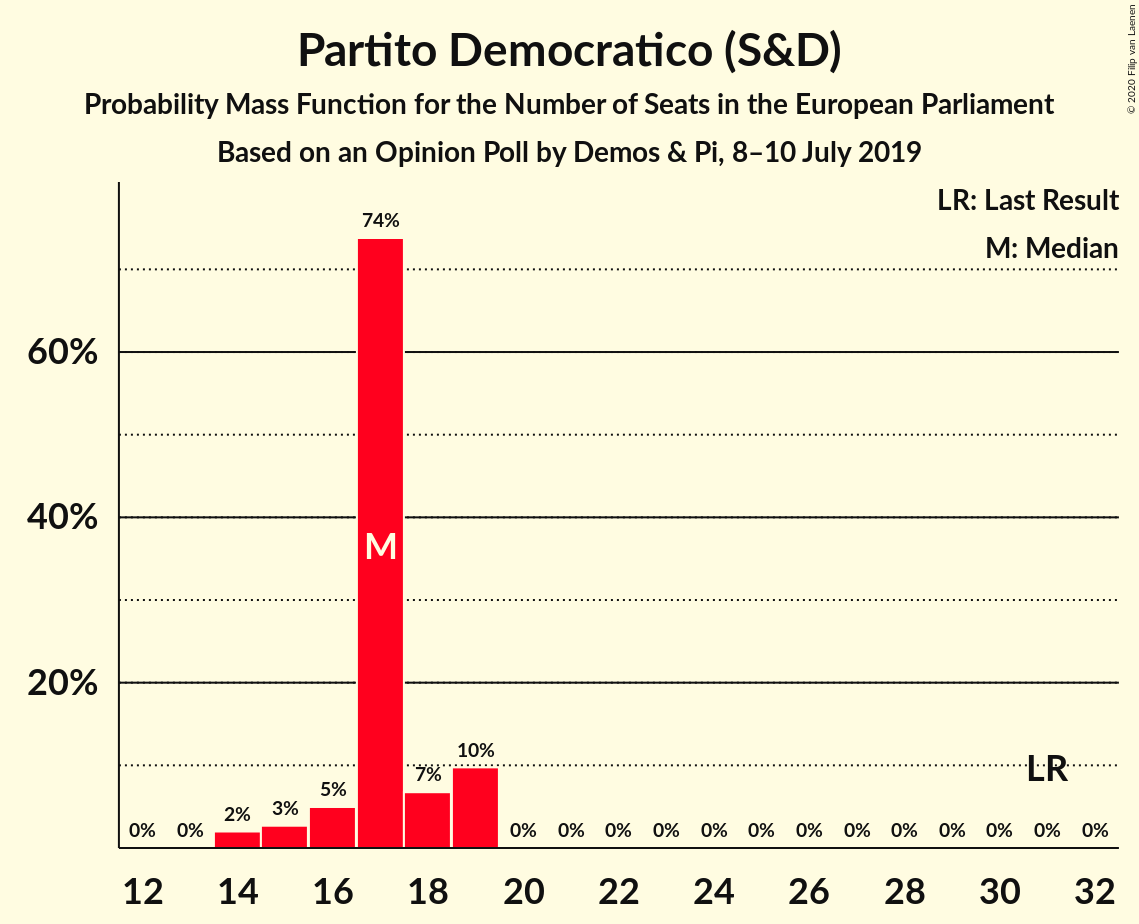 Partito Democratico (S&D)
Probability Mass Function for the Number of Seats in the European Parliament
Based on an Opinion Poll by Demos & Pi, 8–10 July 2019
© 2020 Filip van Laenen
LR: Last Result
M: Median
74%
60%
40%
M
20%
10%
LR
7%
5%
3%
2%
0% 0% 0% 0% 0% 0% 0% 0% 0% 0% 0% 0% 0% 0% 0%
12 14 16 18 20 22 24 26 28 30 32